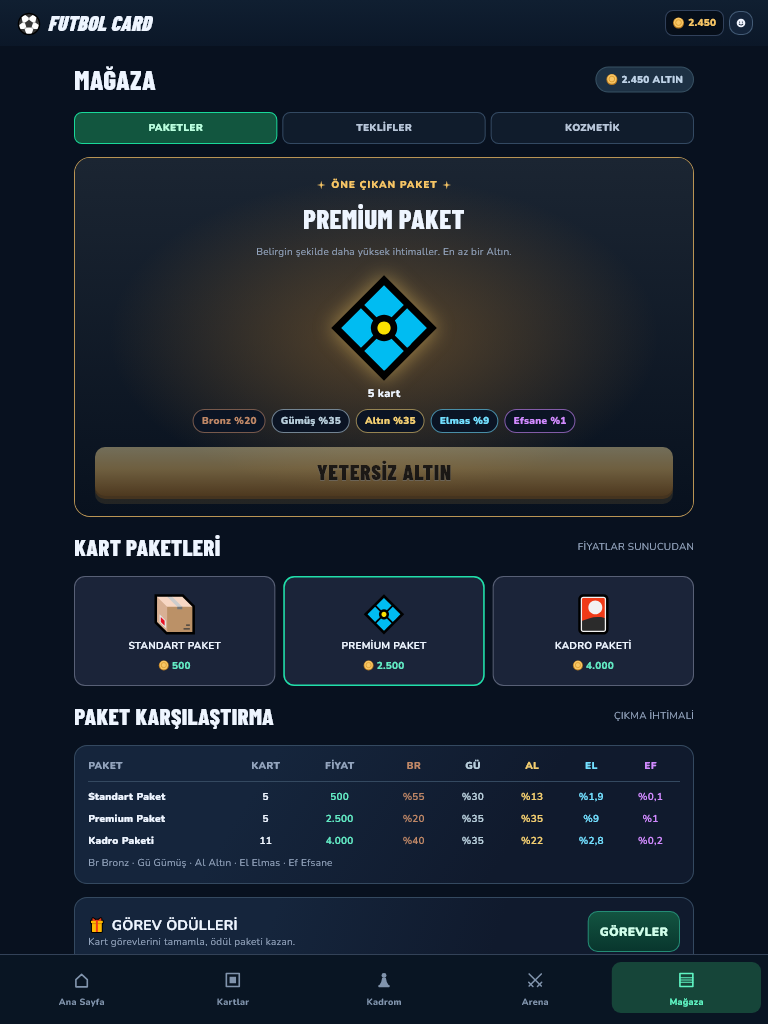 FUTBOL CARD
2.450
MAĞAZA
2.450 ALTIN
PAKETLER
TEKLİFLER
KOZMETİK
ÖNE ÇIKAN PAKET
PREMİUM PAKET
Belirgin şekilde daha yüksek ihtimaller. En az bir Altın.
5 kart
Bronz %20
Gümüş %35
Altın %35
Elmas %9
Efsane %1
YETERSİZ ALTIN
KART PAKETLERİ
FİYATLAR SUNUCUDAN
STANDART PAKET
500
PREMIUM PAKET
2.500
KADRO PAKETİ
4.000
PAKET KARŞILAŞTIRMA
ÇIKMA İHTİMALİ
PAKET KART FİYAT BR GÜ AL EL EF
Standart Paket 5 500 %55 %30 %13 %1,9 %0,1
Premium Paket 5 2.500 %20 %35 %35 %9 %1
Kadro Paketi 11 4.000 %40 %35 %22 %2,8 %0,2
Br Bronz · Gü Gümüş · Al Altın · El Elmas · Ef Efsane
GÖREV ÖDÜLLERİ
Kart görevlerini tamamla, ödül paketi kazan.
GÖREVLER
Ana Sayfa
Kartlar
Kadrom
Arena
Mağaza